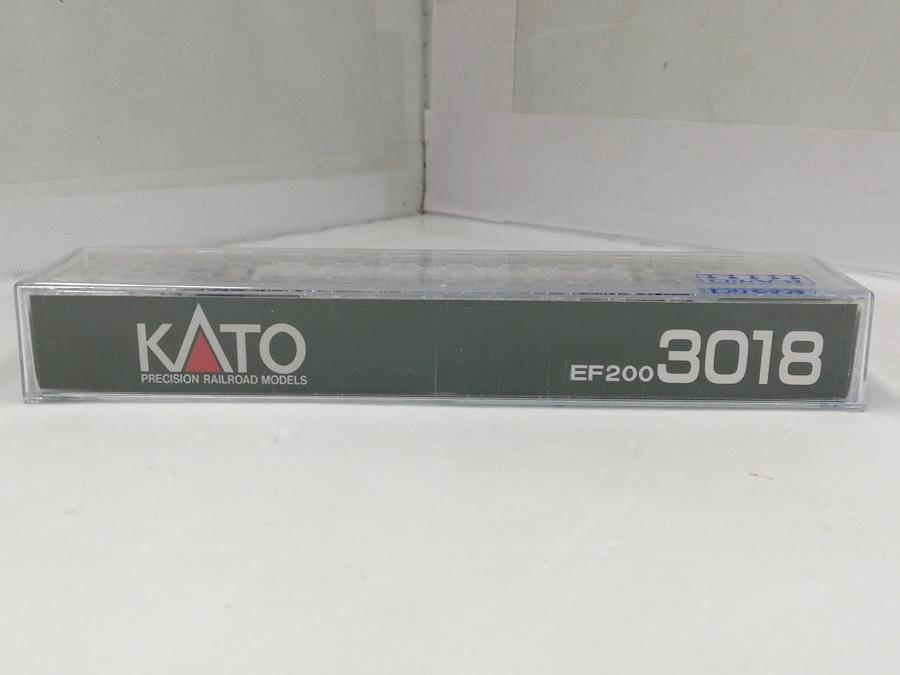 KATO
PRECISION RAILROAD MODELS
EF200 3018